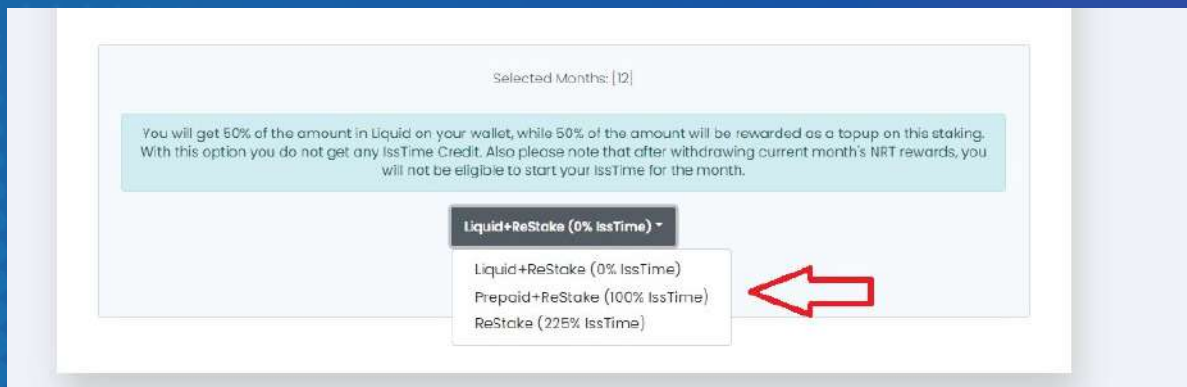 Selected Months: [12]
You will get 50% of the amount in Liquid on your wallet, while 50% of the amount will be rewarded as a topup on this staking.
With this option you do not get any IssTime Credit. Also please note that after withdrawing current month's NRT rewards, you
will not be eligible to start your IssTime for the month.
Liquid+ReStake (0% IssTime)
Liquid+ReStake (0% IssTime)
Prepaid+ReStake (100% IssTime)
ReStake (225% IssTime)